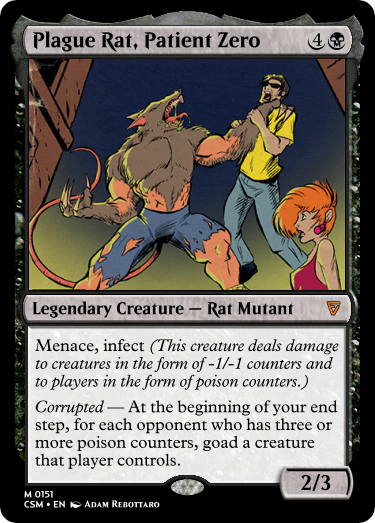 Plague Rat, Patient Zero 4
Legendary Creature — Rat Mutant
Menace, infect (This creature deals damage
to creatures in the form of -1/-1 counters and
to players in the form of poison counters.)
Corrupted — At the beginning of your end
step, for each opponent who has three or
more poison counters, goad a creature
that player controls.
2/3
M 0151
CSM • EN Adam Rebottaro